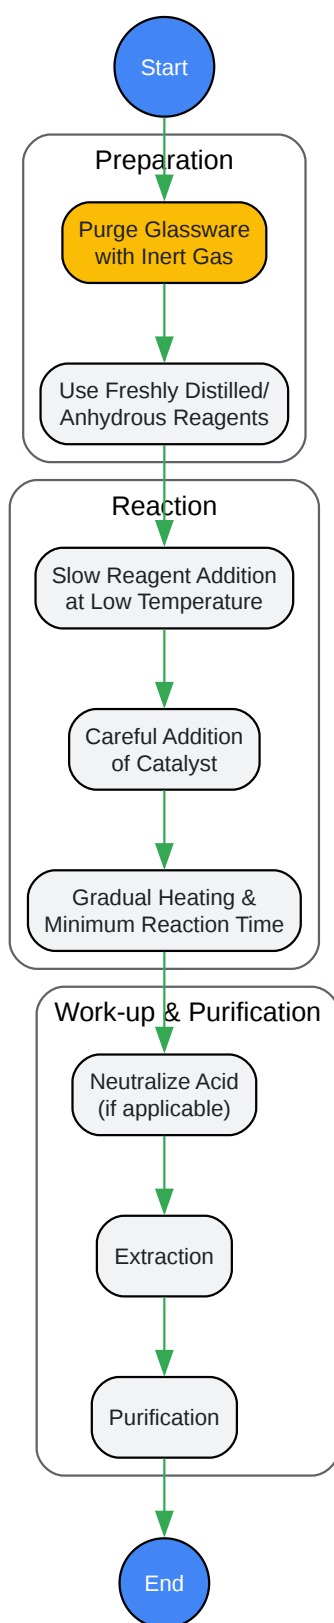 Start
Preparation
Purge Glassware
with Inert Gas
Use Freshly Distilled/
Anhydrous Reagents
Reaction
Slow Reagent Addition
at Low Temperature
Careful Addition
of Catalyst
Gradual Heating &
Minimum Reaction Time
Work-up & Purification
Neutralize Acid
(if applicable)
Extraction
Purification
End